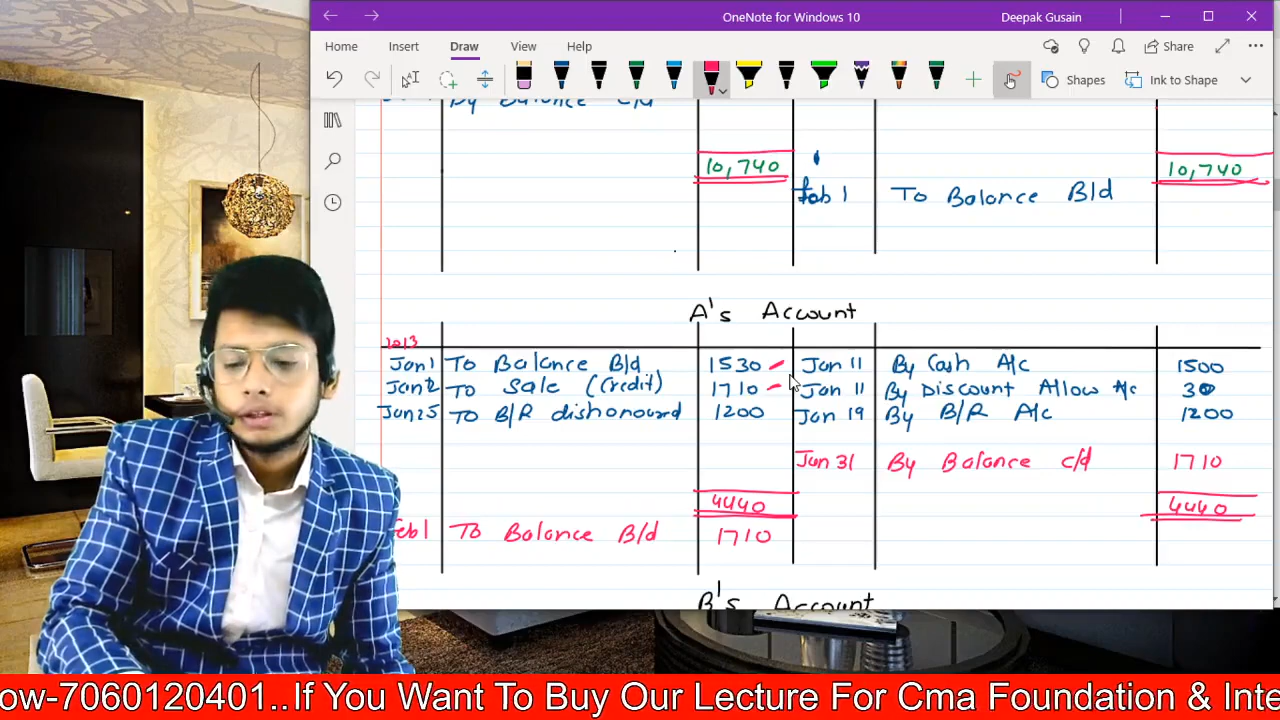 OneNote for Windows 10
Deepak Gusain
Home Insert Draw View Help
Share
Shapes
Ink to Shape
By Balance c/d
10,740
10,740
Feb 1 To Balance B/d
A's Account
Jan 1 To Balance B/d 1530 Jan 11 By Cash A/c 1500
Jan 2 To Sale (Credit) 1710 Jan 11 By Discount Allow A/c 30
Jan 25 To B/R dishonourd 1200 Jan 19 By B/R A/c 1200
Jan 31 By Balance c/d 1710
4440 4440
Feb 1 To Balance B/d 1710
B's Account
ow-7060120401..If You Want To Buy Our Lecture For Cma Foundation & Inte